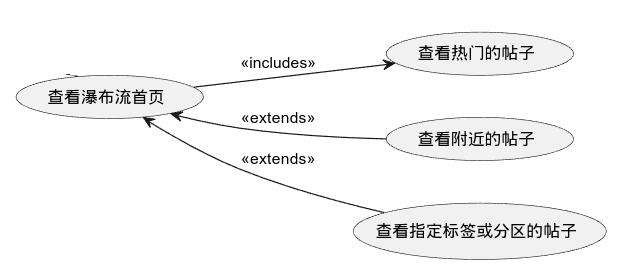 «includes»
查看热门的帖子
查看瀑布流首页
«extends»
查看附近的帖子
«extends»
查看指定标签或分区的帖子